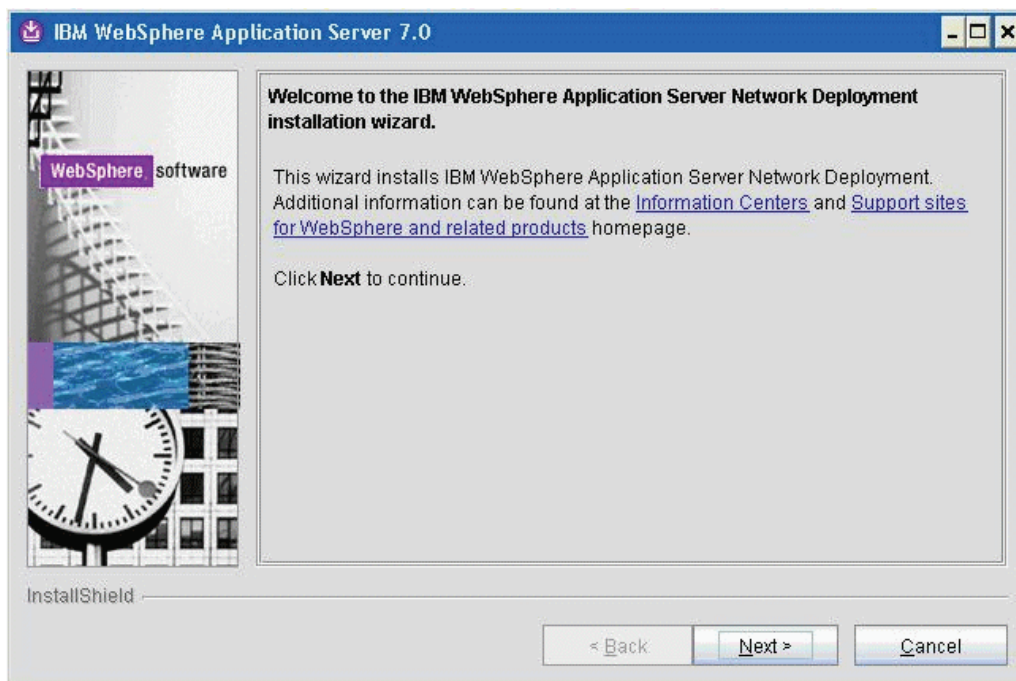 IBM WebSphere Application Server 7.0
WebSphere software
Welcome to the IBM WebSphere Application Server Network Deployment
installation wizard.
This wizard installs IBM WebSphere Application Server Network Deployment.
Additional information can be found at the Information Centers and Support sites
for WebSphere and related products homepage.
Click Next to continue.
InstallShield
< Back
Next >
Cancel